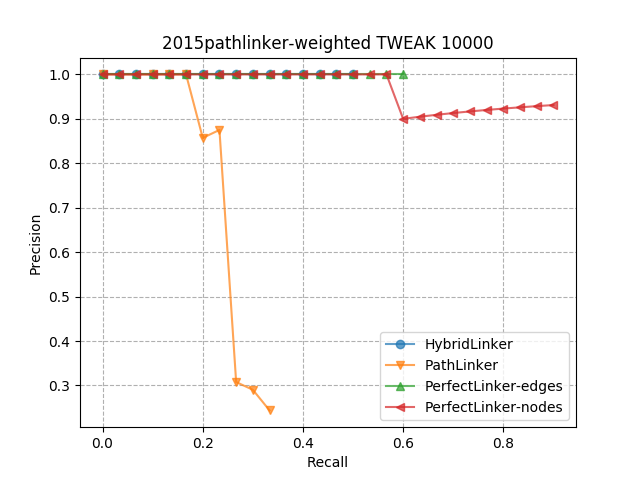 2015pathlinker-weighted TWEAK 10000
1.0
0.9
0.8
0.7
0.6
0.5
0.4
0.3
Precision
0.0
0.2
0.4
0.6
0.8
Recall
HybridLinker
PathLinker
PerfectLinker-edges
PerfectLinker-nodes